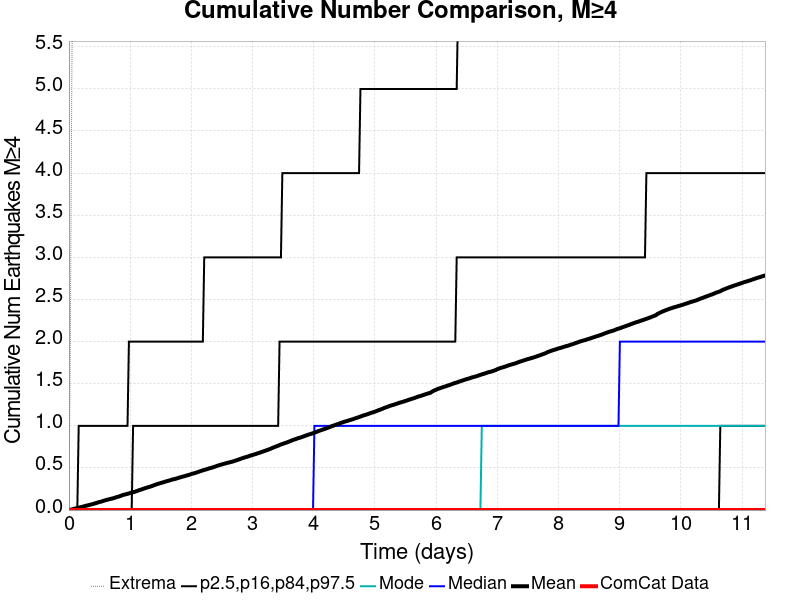 Cumulative Number Comparison, M≥4
Cumulative Num Earthquakes M≥4
5.5
5.0
4.5
4.0
3.5
3.0
2.5
2.0
1.5
1.0
0.5
0.0
0 1 2 3 4 5 6 7 8 9 10 11
Time (days)
Extrema p2.5,p16,p84,p97.5 Mode Median Mean ComCat Data